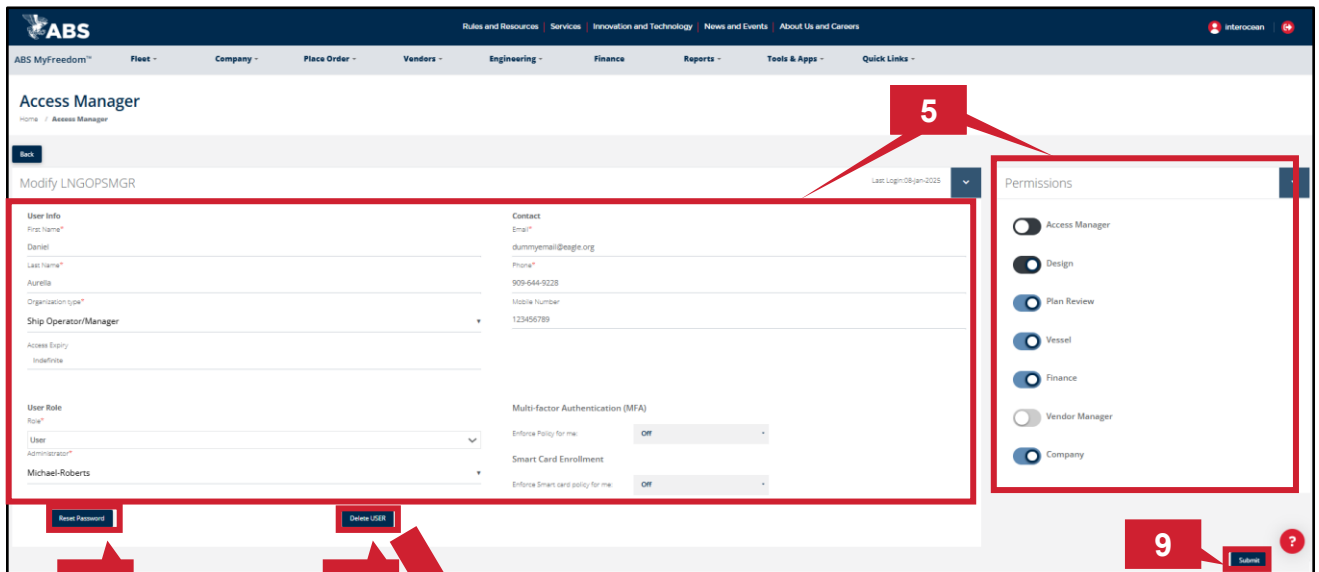 ABS
Rules and Resources | Services | Innovation and Technology | News and Events | About Us and Careers
interocean
ABS MyFreedom™ Fleet Company Place Order Vendors Engineering Finance Reports Tools & Apps Quick Links
Access Manager
Home / Access Manager
5
Back
Modify LNGOPSMGR
Last Login:08-Jan-2025
Permissions
User Info
First Name*
Daniel
Last Name*
Aurella
Organization type*
Ship Operator/Manager
Access Expiry
Indefinite
Contact
Email*
dummyemail@eagle.org
Phone*
909-644-9228
Mobile Number
123456789
User Role
Role*
User
Administrator*
Michael-Roberts
Multi-factor Authentication (MFA)
Enforce Policy for me: Off
Smart Card Enrollment
Enforce Smart card policy for me: Off
Access Manager
Design
Plan Review
Vessel
Finance
Vendor Manager
Company
Reset Password
Delete USER
9
?
Submit